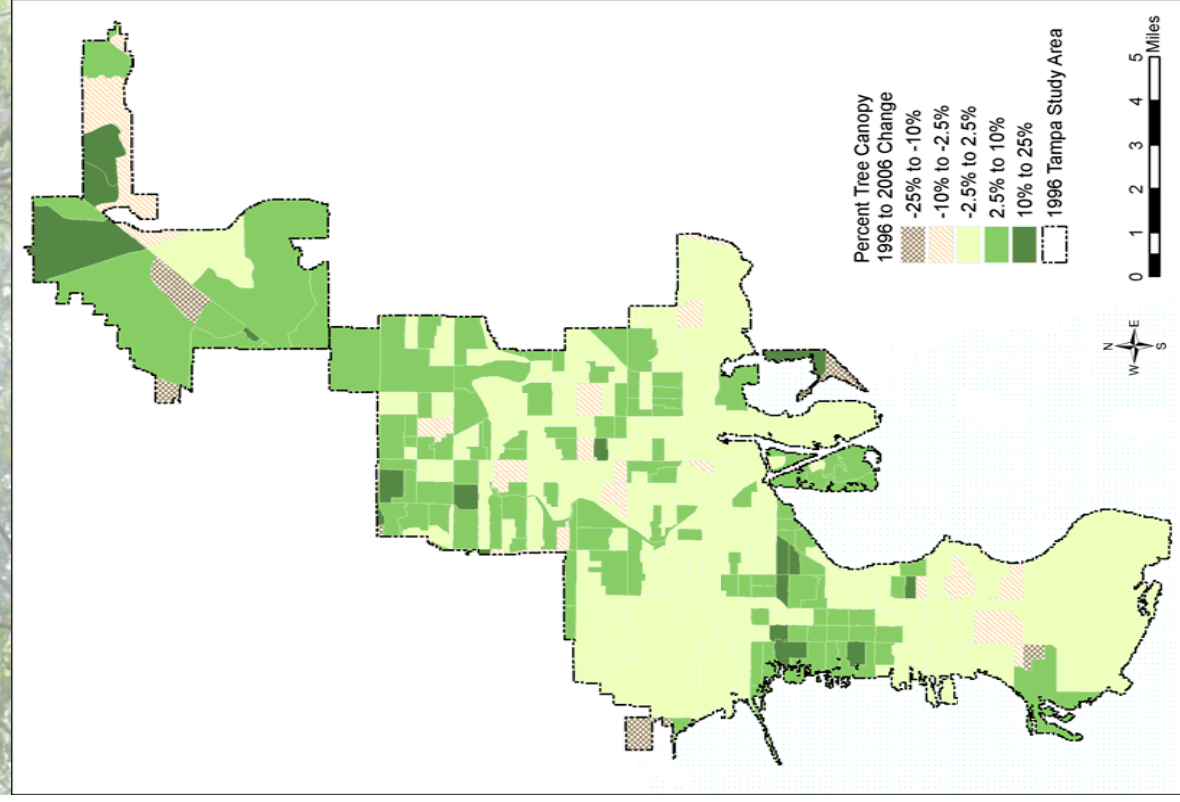 Percent Tree Canopy
1996 to 2006 Change
-25% to -10%
-10% to -2.5%
-2.5% to 2.5%
2.5% to 10%
10% to 25%
1996 Tampa Study Area
0 1 2 3 4 5
Miles
N
W E
S